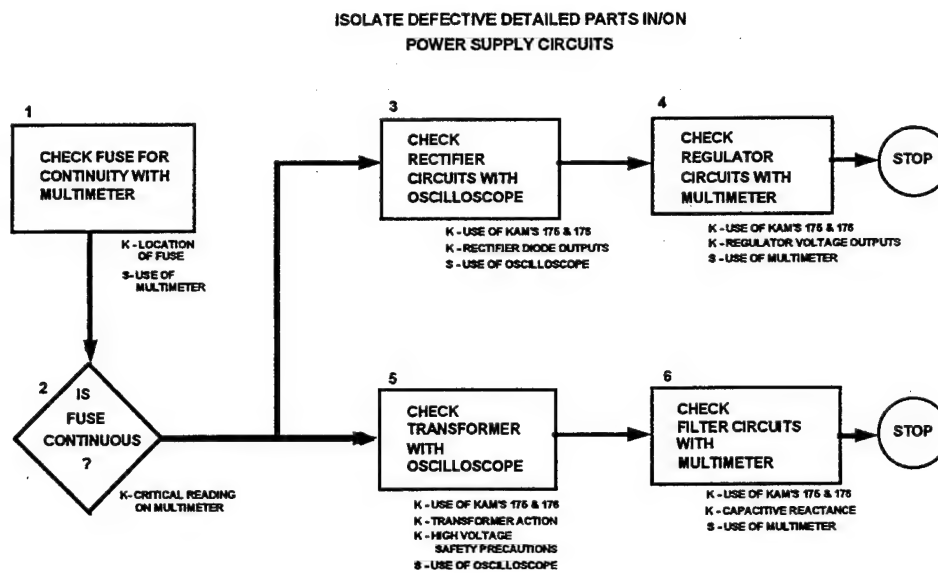 ISOLATE DEFECTIVE DETAILED PARTS IN/ON
POWER SUPPLY CIRCUITS
1
CHECK FUSE FOR
CONTINUITY WITH
MULTIMETER
K - LOCATION
OF FUSE
S - USE OF
MULTIMETER
2
IS
FUSE
CONTINUOUS
?
K - CRITICAL READING
ON MULTIMETER
3
CHECK
RECTIFIER
CIRCUITS WITH
OSCILLOSCOPE
K - USE OF KAM'S 175 & 176
K - RECTIFIER DIODE OUTPUTS
S - USE OF OSCILLOSCOPE
4
CHECK
REGULATOR
CIRCUITS WITH
MULTIMETER
K - USE OF KAM'S 175 & 176
K - REGULATOR VOLTAGE OUTPUTS
S - USE OF MULTIMETER
STOP
5
CHECK
TRANSFORMER
WITH
OSCILLOSCOPE
K - USE OF KAM'S 175 & 176
K - TRANSFORMER ACTION
K - HIGH VOLTAGE
SAFETY PRECAUTIONS
S - USE OF OSCILLOSCOPE
6
CHECK
FILTER CIRCUITS
WITH
MULTIMETER
K - USE OF KAM'S 175 & 176
K - CAPACITIVE REACTANCE
S - USE OF MULTIMETER
STOP